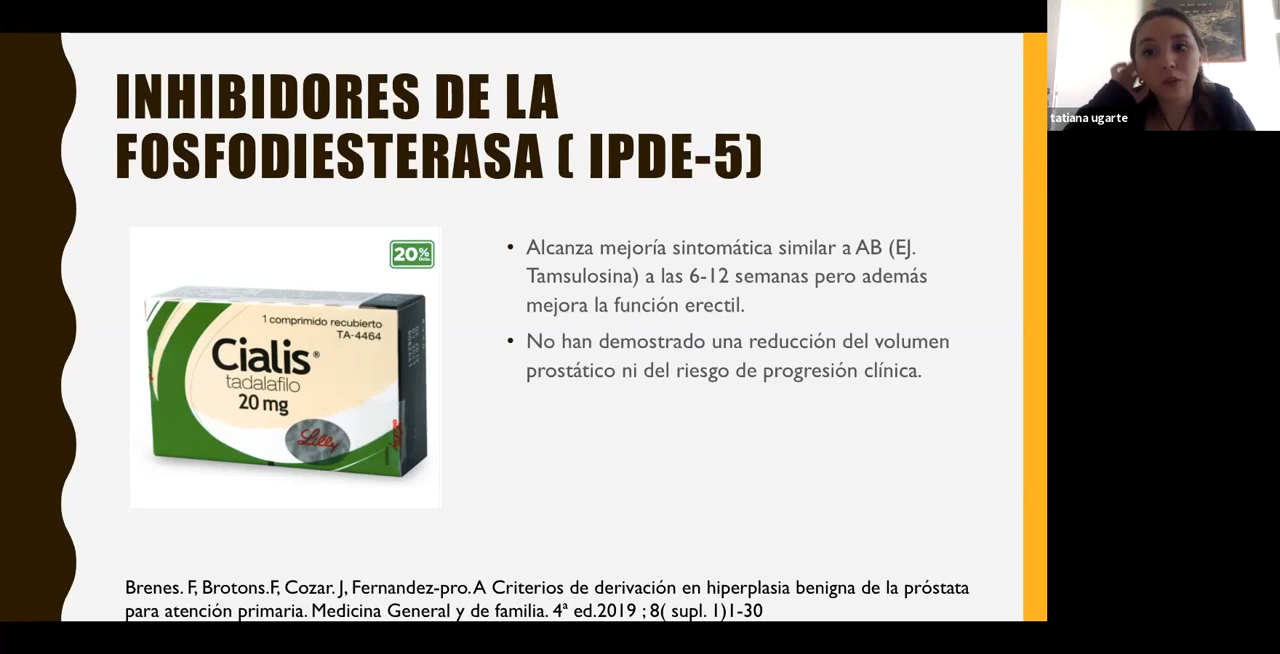 INHIBIDORES DE LA
FOSFODIESTERASA ( IPDE-5)
20%
1 comprimido recubierto
TA-4464
Cialis®
tadalafilo
20 mg
Lilly
• Alcanza mejoría sintomática similar a AB (EJ.
Tamsulosina) a las 6-12 semanas pero además
mejora la función erectil.
• No han demostrado una reducción del volumen
prostático ni del riesgo de progresión clínica.
Brenes. F, Brotons.F, Cozar. J, Fernandez-pro. A Criterios de derivación en hiperplasia benigna de la próstata
para atención primaria. Medicina General y de familia. 4ª ed.2019 ; 8( supl. 1)1-30
tatiana ugarte